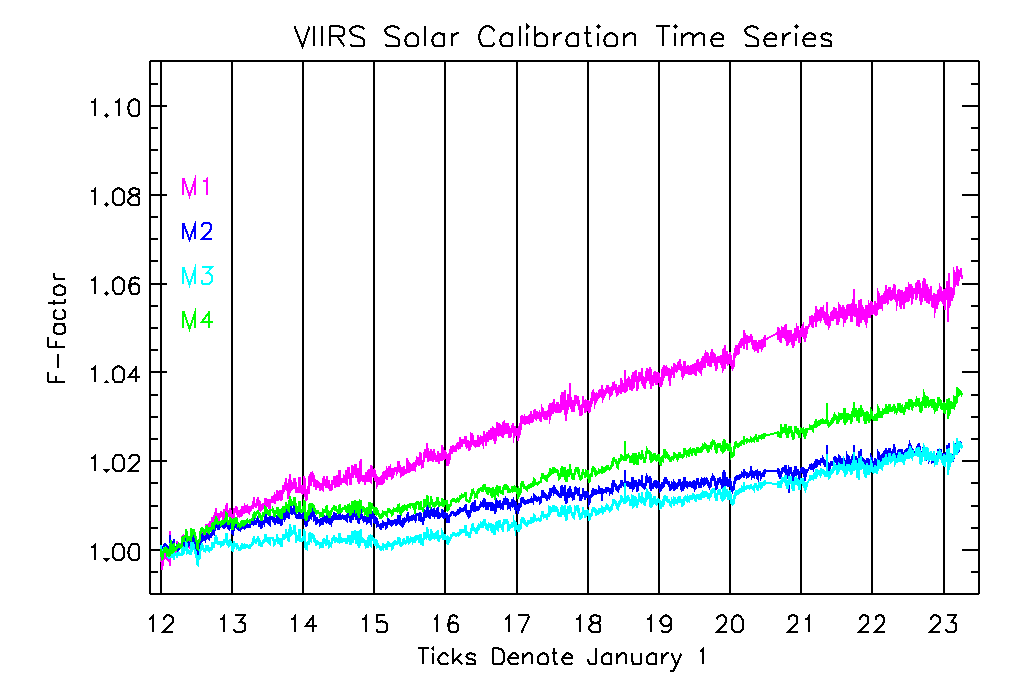 VIIRS Solar Calibration Time Series
1.10
1.08
1.06
1.04
1.02
1.00
F-Factor
M1
M2
M3
M4
12 13 14 15 16 17 18 19 20 21 22 23
Ticks Denote January 1